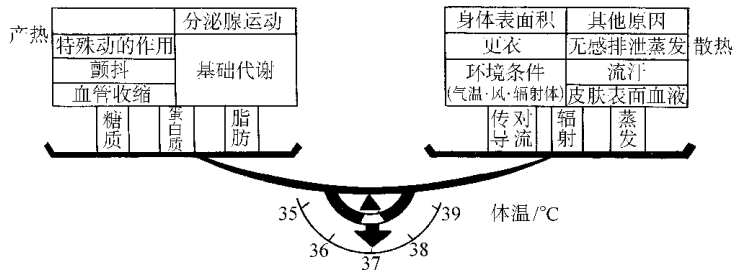 产热
分泌腺运动
特殊动的作用
颤抖
血管收缩
基础代谢
糖质
蛋白质
脂肪
身体表面积
其他原因
更衣
无感排泄蒸发
散热
环境条件
(气温·风·辐射体)
流汗
皮肤表面血液
传导
对流
辐射
蒸发
35
36
37
38
39
体温/℃